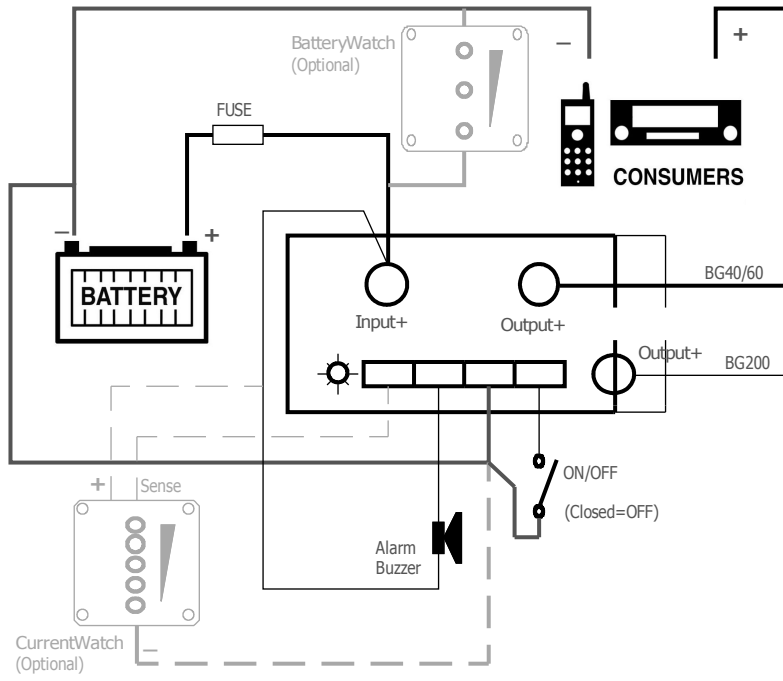 BatteryWatch
(Optional)
−
+
FUSE
CONSUMERS
−
+
BATTERY
BG40/60
Input+
Output+
Output+
BG200
+
Sense
ON/OFF
(Closed=OFF)
Alarm
Buzzer
CurrentWatch
(Optional)
−